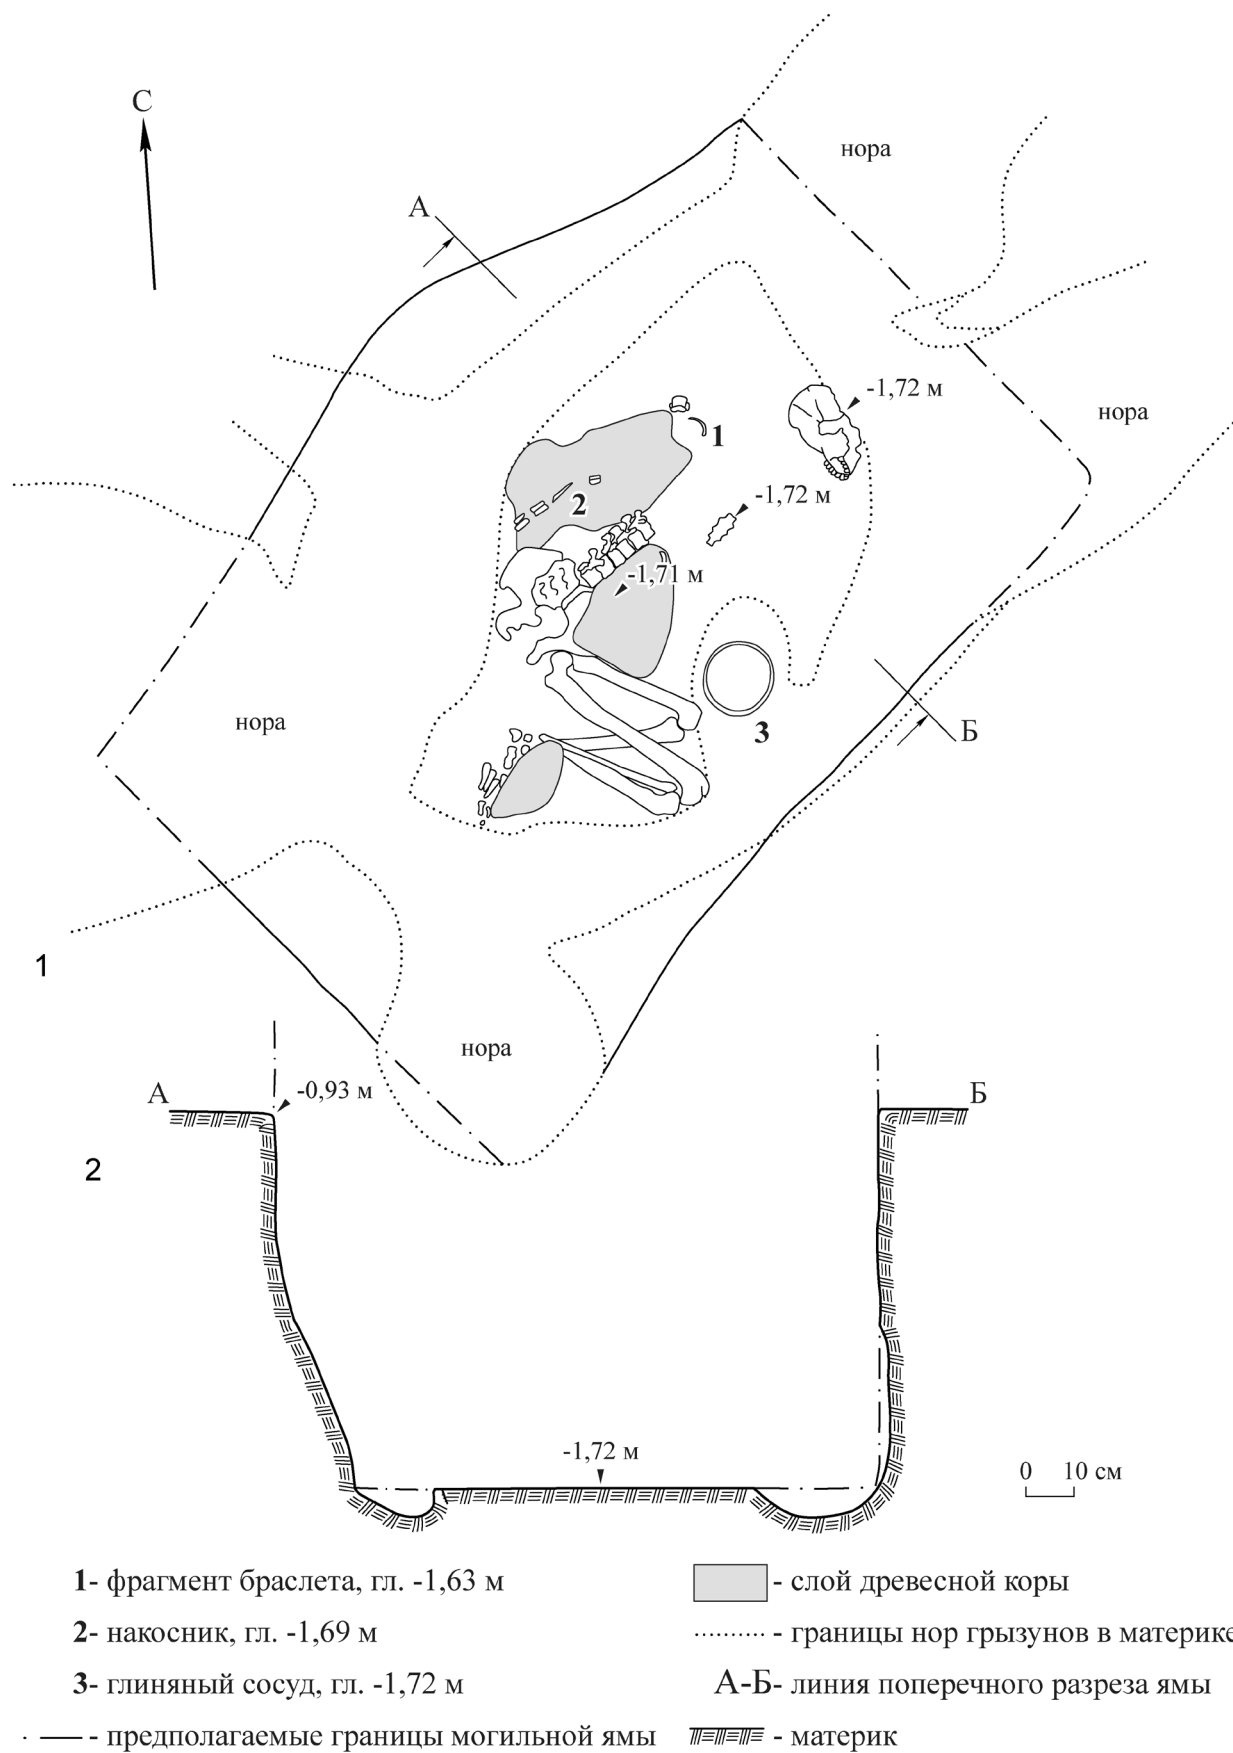 С
нора
А
-1,72 м
нора
1
-1,72 м
2
-1,71 м
нора
3
Б
1
нора
А
-0,93 м
Б
2
-1,72 м
0 10 см
1- фрагмент браслета, гл. -1,63 м
- слой древесной коры
2- накосник, гл. -1,69 м
- границы нор грызунов в материке
3- глиняный сосуд, гл. -1,72 м
А-Б- линия поперечного разреза ямы
- предполагаемые границы могильной ямы
- материк